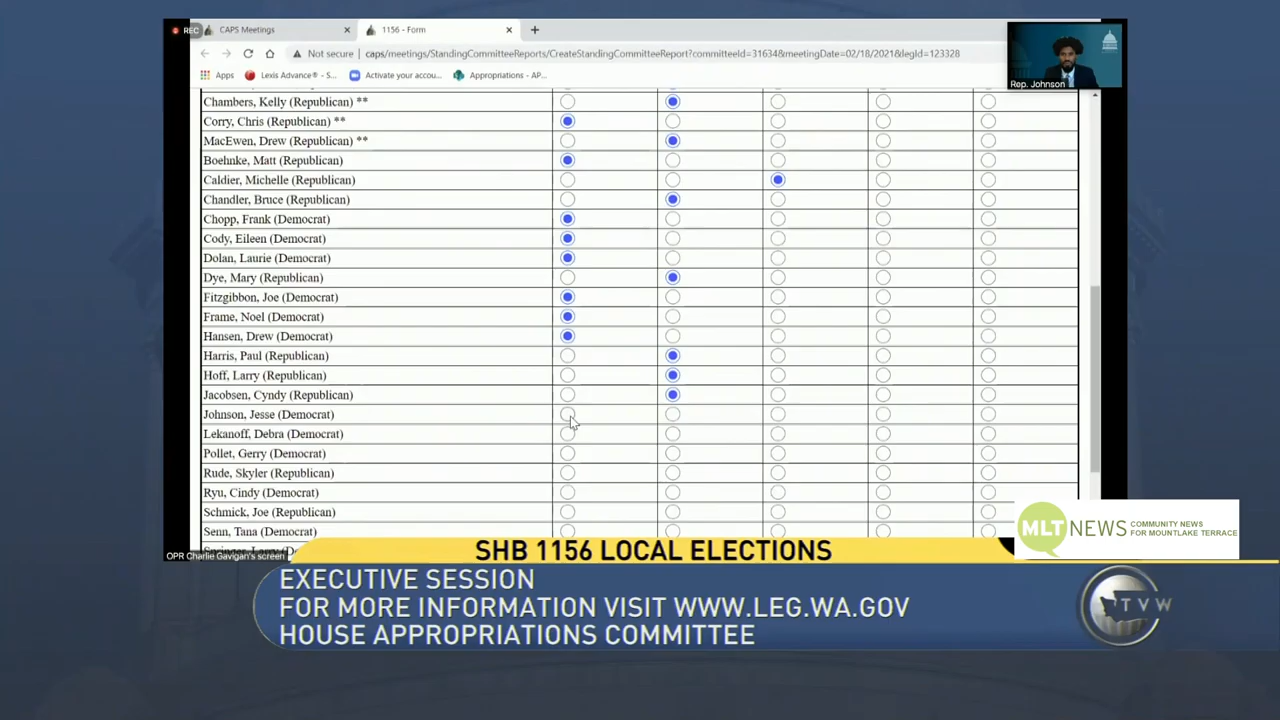 REC
CAPS Meetings
1156 - Form
Not secure | caps/meetings/StandingCommitteeReports/CreateStandingCommitteeReport?committeeId=31634&meetingDate=02/18/2021&legId=123328
Apps
Lexis Advance® - S...
Activate your accou...
Appropriations - AP...
Rep. Johnson
Chambers, Kelly (Republican) **
Corry, Chris (Republican) **
MacEwen, Drew (Republican) **
Boehnke, Matt (Republican)
Caldier, Michelle (Republican)
Chandler, Bruce (Republican)
Chopp, Frank (Democrat)
Cody, Eileen (Democrat)
Dolan, Laurie (Democrat)
Dye, Mary (Republican)
Fitzgibbon, Joe (Democrat)
Frame, Noel (Democrat)
Hansen, Drew (Democrat)
Harris, Paul (Republican)
Hoff, Larry (Republican)
Jacobsen, Cyndy (Republican)
Johnson, Jesse (Democrat)
Lekanoff, Debra (Democrat)
Pollet, Gerry (Democrat)
Rude, Skyler (Republican)
Ryu, Cindy (Democrat)
Schmick, Joe (Republican)
Senn, Tana (Democrat)
OPR Charlie Gavigan's screen
MLT NEWS
COMMUNITY NEWS
FOR MOUNTLAKE TERRACE
SHB 1156 LOCAL ELECTIONS
EXECUTIVE SESSION
FOR MORE INFORMATION VISIT WWW.LEG.WA.GOV
HOUSE APPROPRIATIONS COMMITTEE
TVW